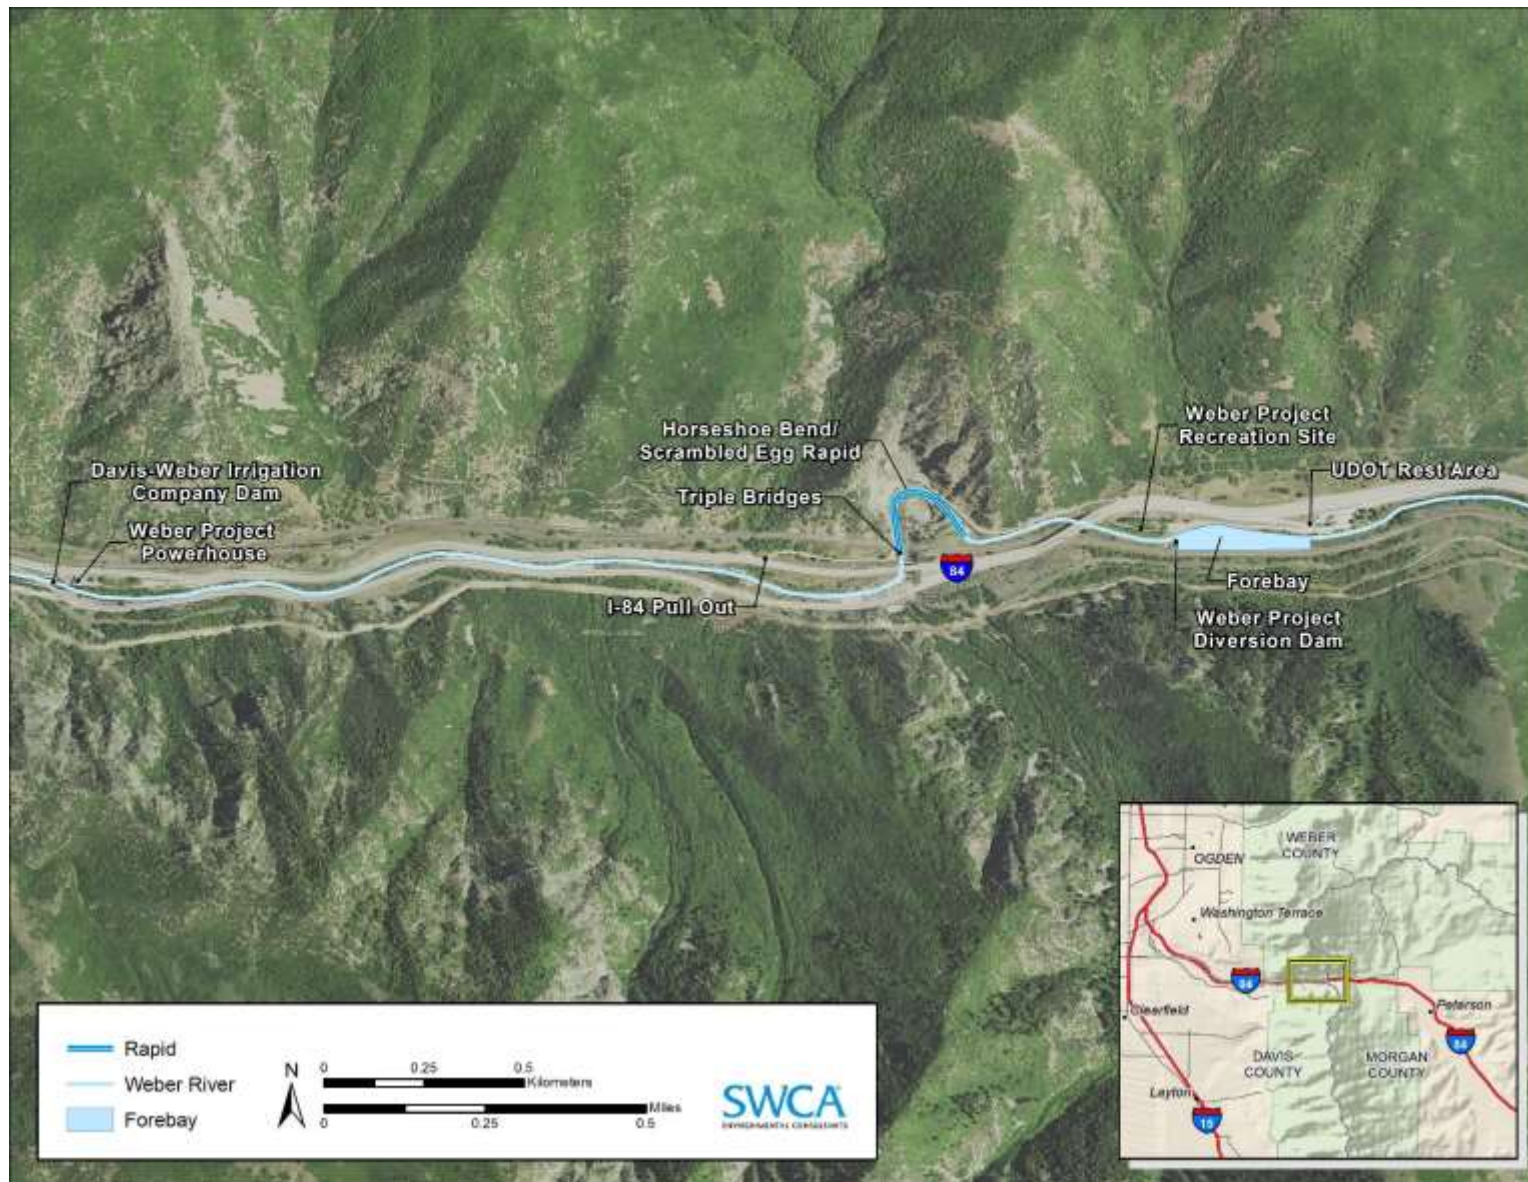 Horseshoe Bend/
Scrambled Egg Rapid
Weber Project
Recreation Site
Davis-Weber Irrigation
Company Dam
UDOT Rest Area
Triple Bridges
Weber Project
Powerhouse
84
I-84 Pull Out
Forebay
Weber Project
Diversion Dam
WEBER
COUNTY
OGDEN
Washington Terrace
84
Clearfield
Peterson
84
DAVIS
COUNTY
MORGAN
COUNTY
Layton
15
Rapid
Weber River
Forebay
N
0 0.25 0.5
Kilometers
Miles
0 0.25 0.5
SWCA
ENVIRONMENTAL CONSULTANTS